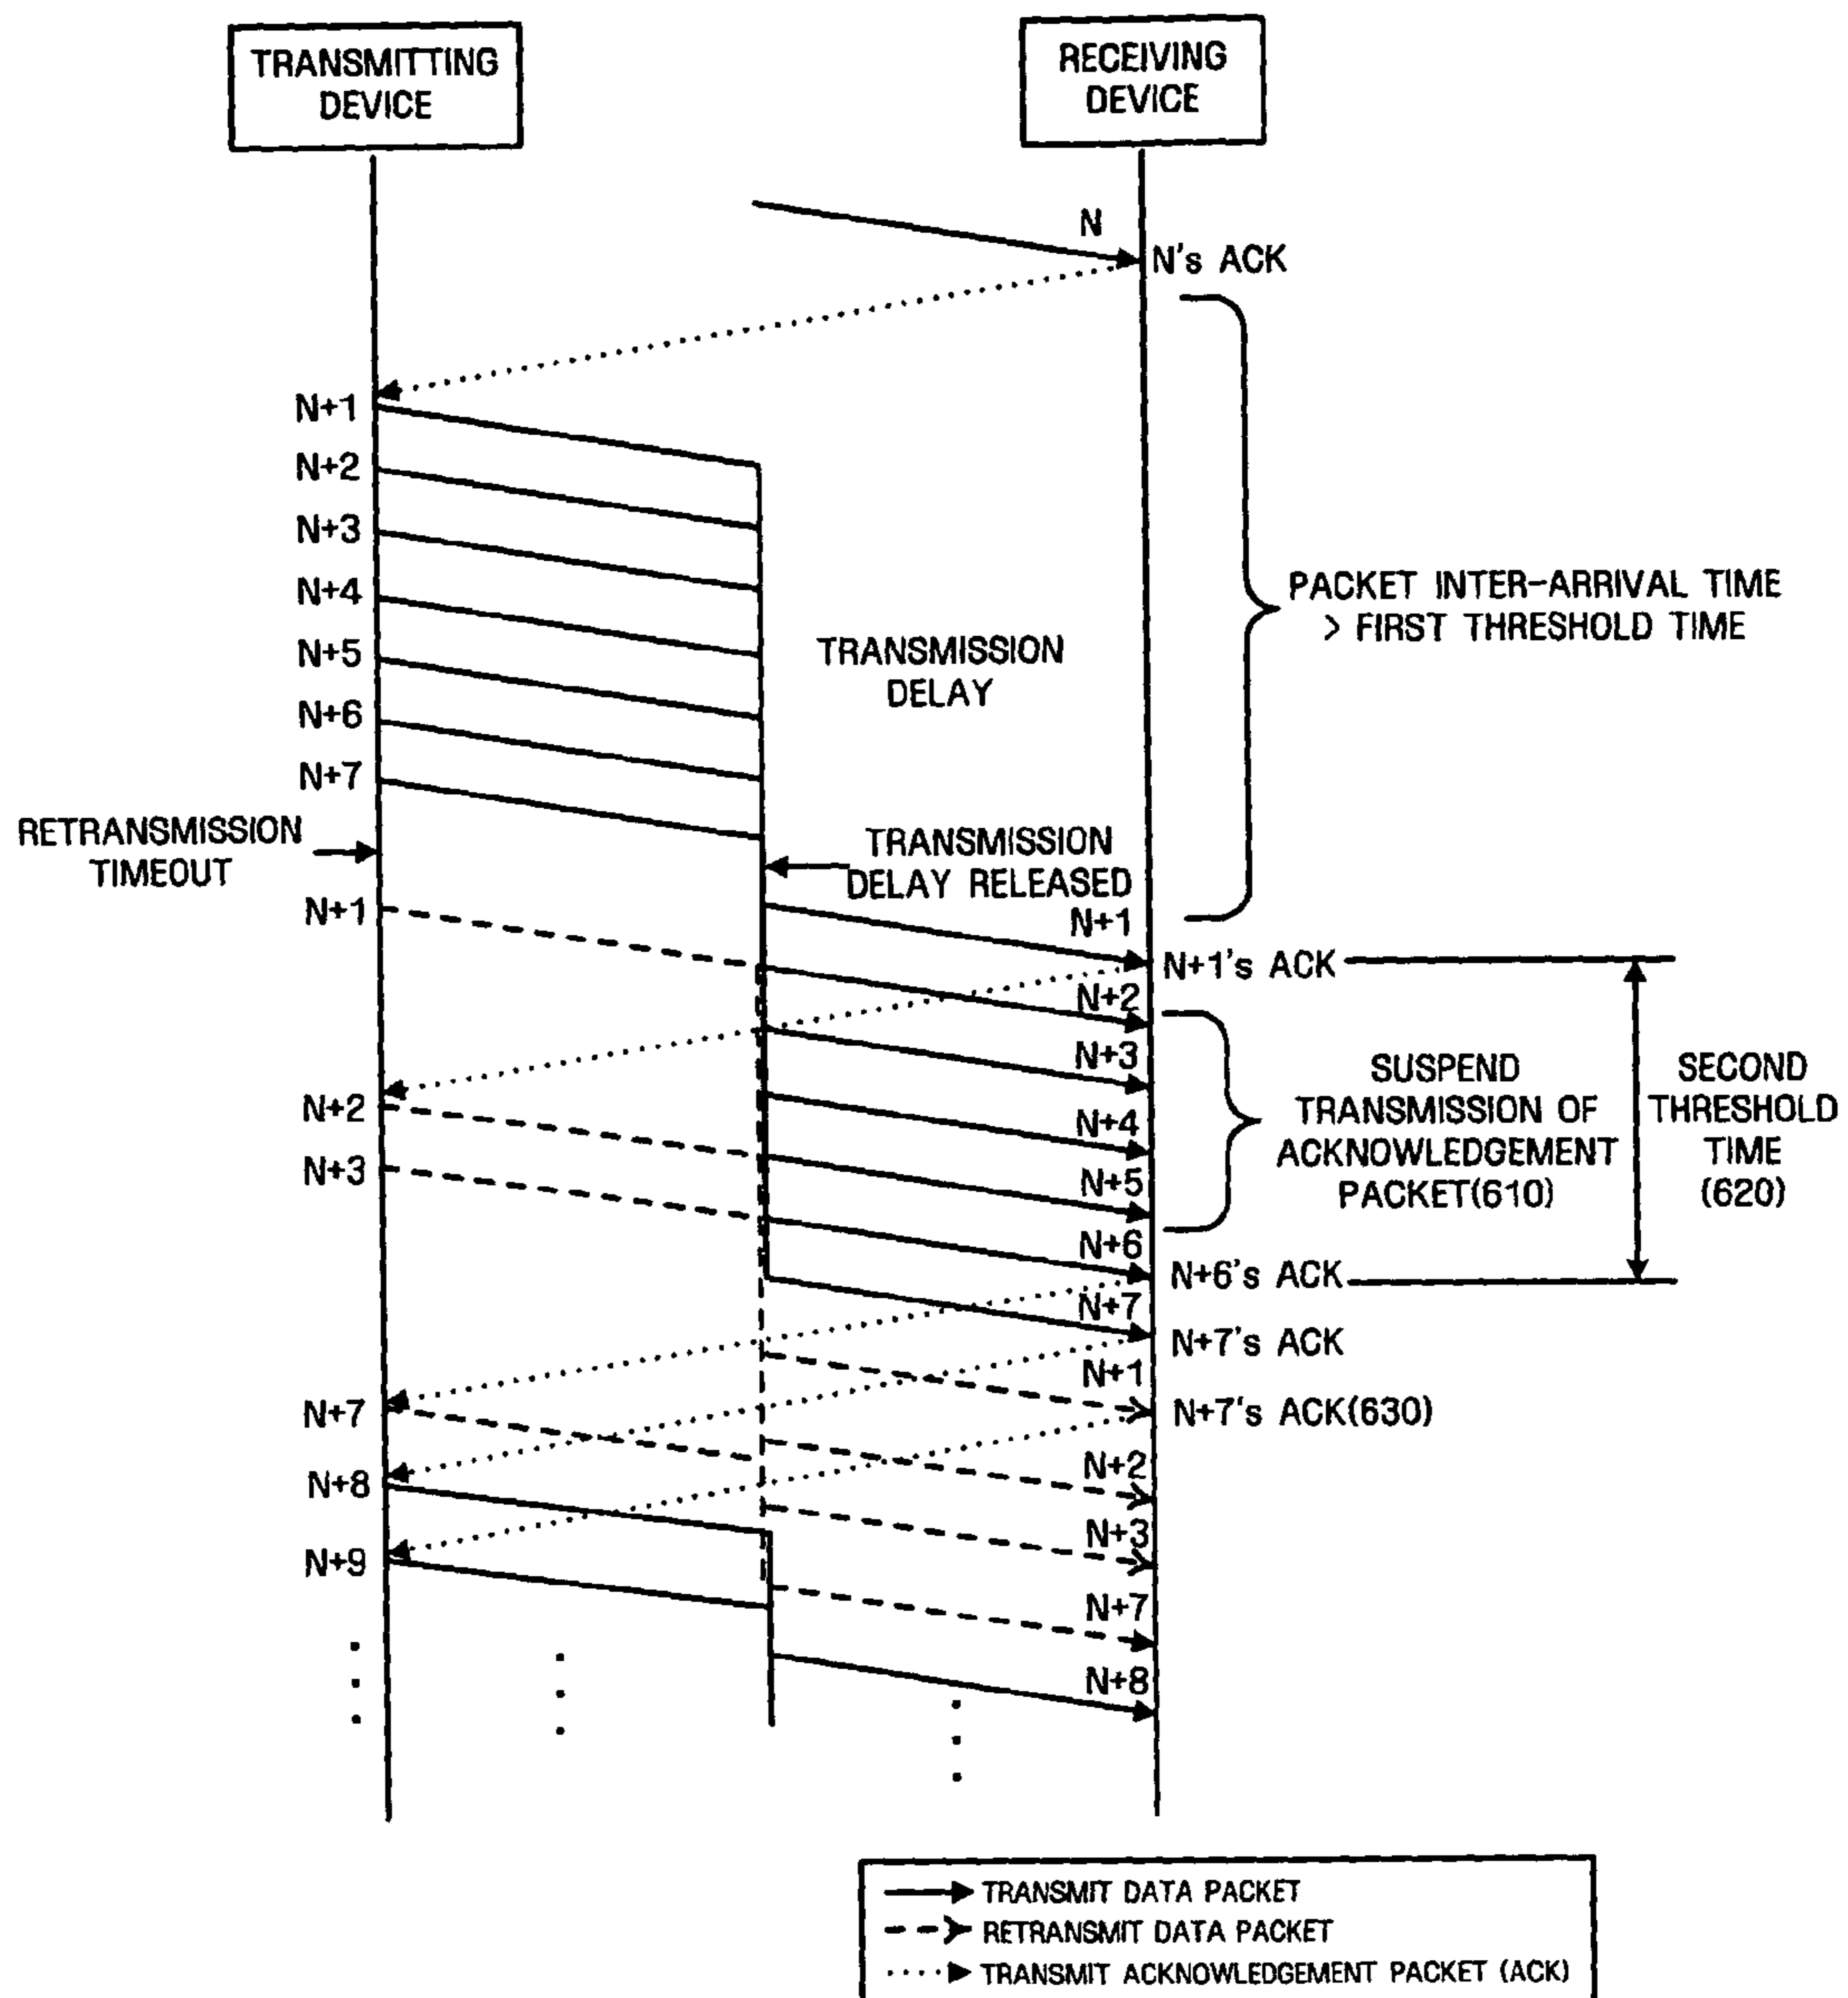 TRANSMITTING
DEVICE
RECEIVING
DEVICE
N
N's ACK
N+1
N+2
N+3
N+4
N+5
N+6
N+7
TRANSMISSION
DELAY
PACKET INTER-ARRIVAL TIME
> FIRST THRESHOLD TIME
RETRANSMISSION
TIMEOUT
TRANSMISSION
DELAY RELEASED
N+1
N+1
N+1's ACK
N+2
N+3
N+2
N+4
N+3
N+5
SUSPEND
TRANSMISSION OF
ACKNOWLEDGEMENT
PACKET(610)
SECOND
THRESHOLD
TIME
(620)
N+6
N+6's ACK
N+7
N+7's ACK
N+1
N+7
N+7's ACK(630)
N+2
N+8
N+3
N+9
N+7
N+8
TRANSMIT DATA PACKET
RETRANSMIT DATA PACKET
TRANSMIT ACKNOWLEDGEMENT PACKET (ACK)